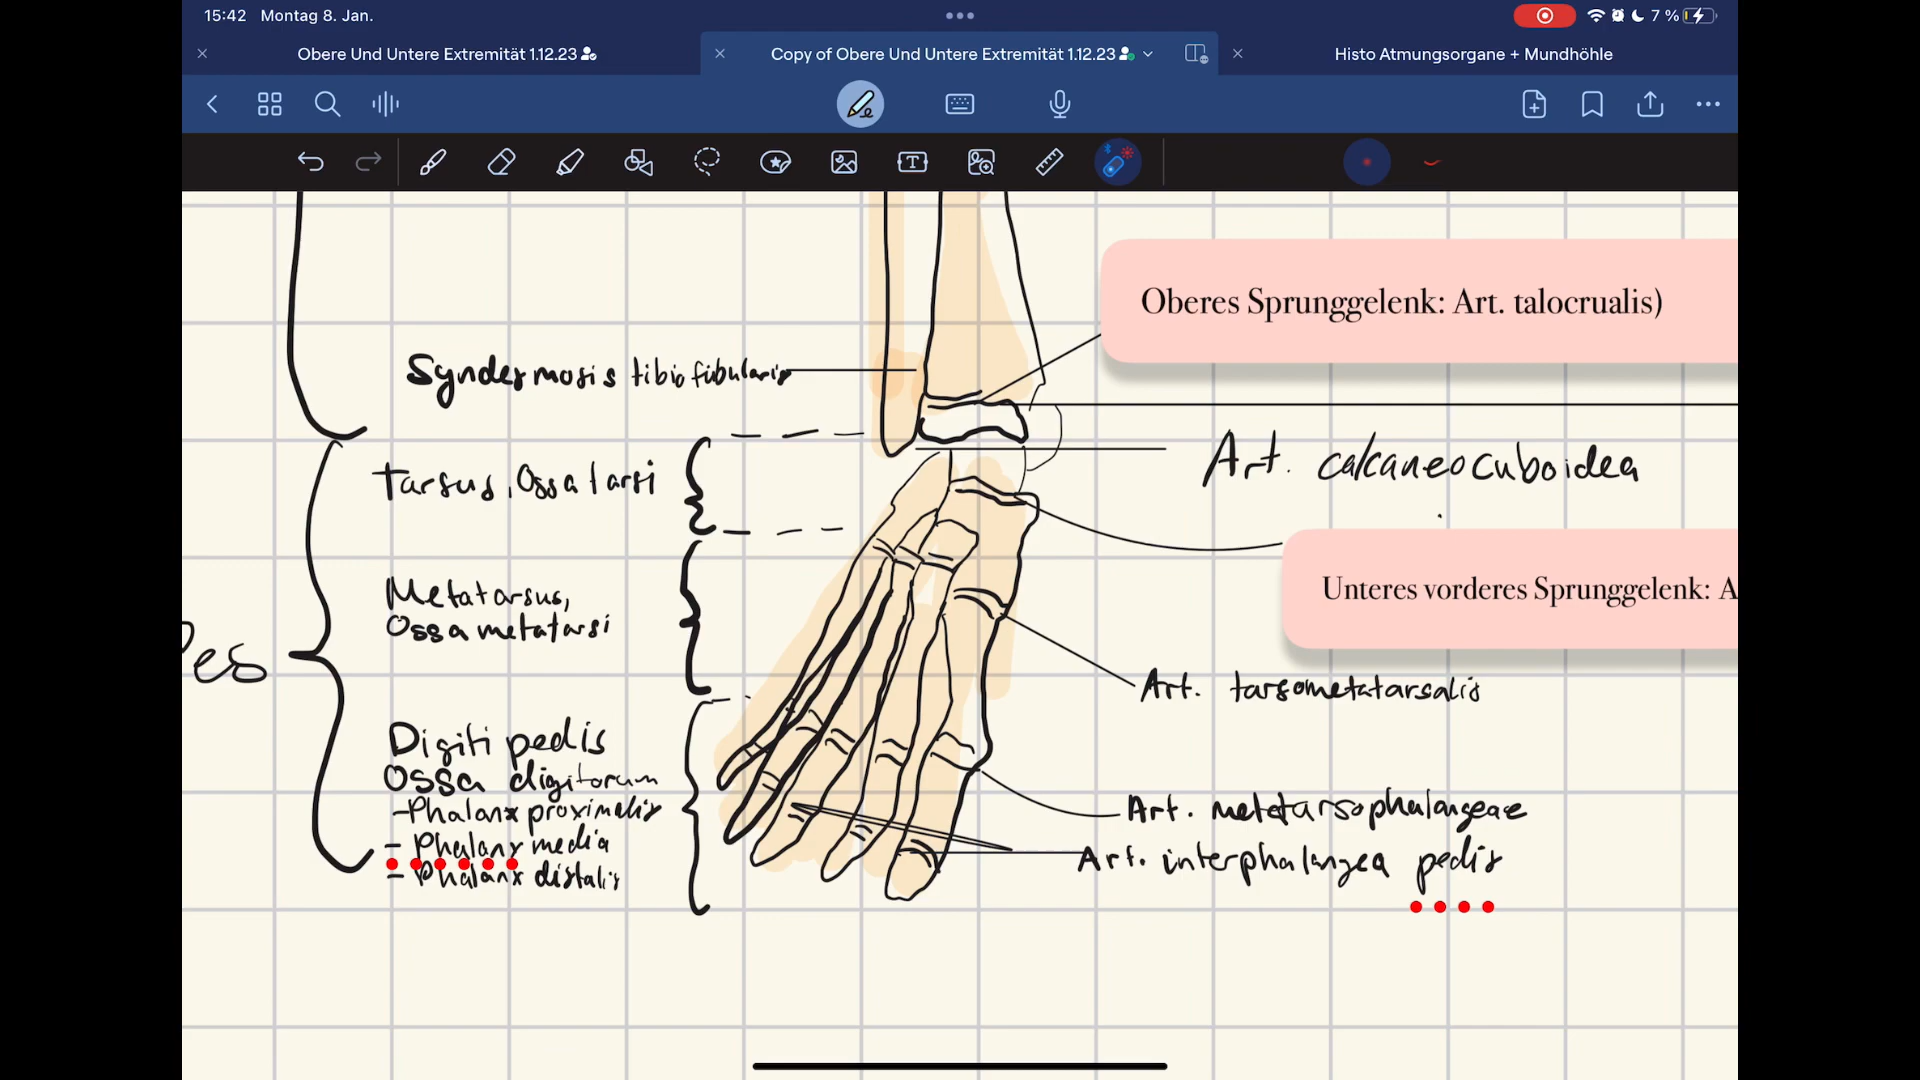 15:42 Montag 8. Jan.
7 %
Obere Und Untere Extremität 1.12.23
Copy of Obere Und Untere Extremität 1.12.23
Histo Atmungsorgane + Mundhöhle
Oberes Sprunggelenk: Art. talocrualis)
Syndesmosis tibiofibularis
Art. calcaneocuboidea
Tarsus, Ossa tarsi
Unteres vorderes Sprunggelenk: A
Metatarsus,
Ossa metatarsi
Pes
Art. tarsometatarsalis
Digiti pedis
Ossa digitorum
-Phalanx proximalis
- Phalanx media
- Phalanx distalis
Art. metatarsophalangeae
Art. interphalangea pedis